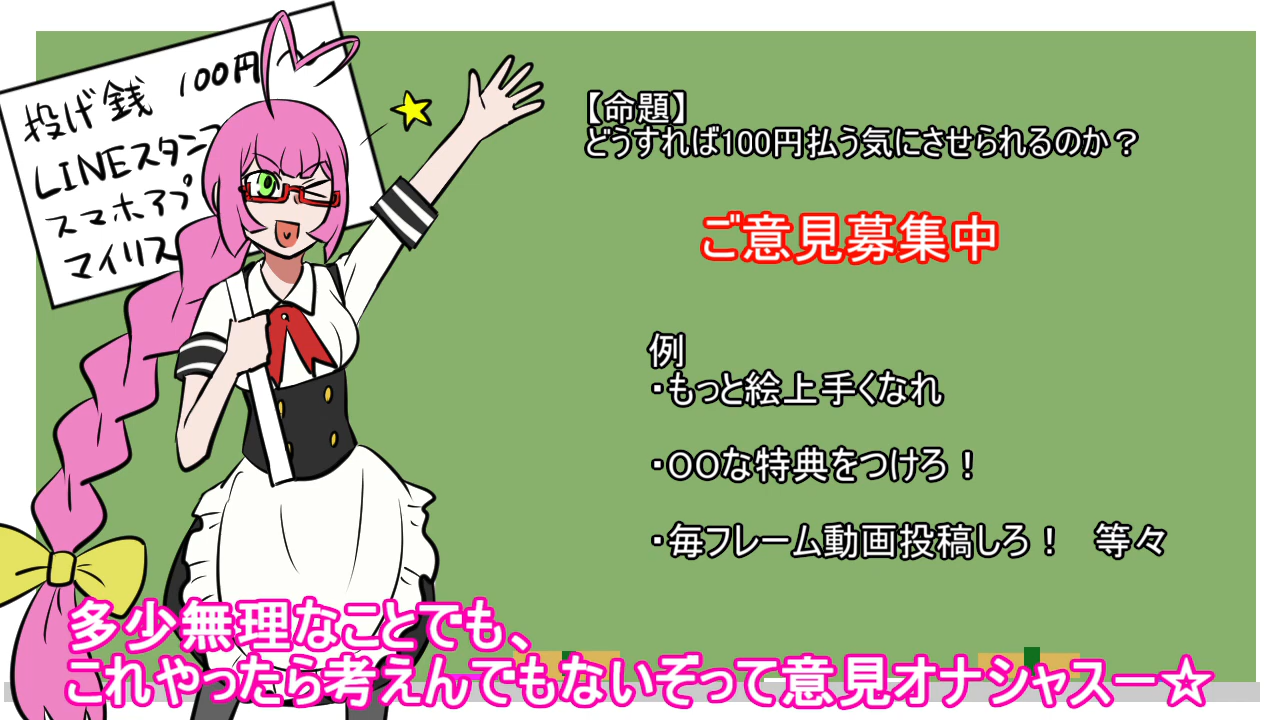 投げ銭 100円
LINEスタン
スマホアプ
マイリス
【命題】
どうすれば100円払う気にさせられるのか？
ご意見募集中
例
・もっと絵上手くなれ
・○○な特典をつけろ！
・毎フレーム動画投稿しろ！　等々
多少無理なことでも、
これやったら考えんでもないぞって意見オナシャスー☆